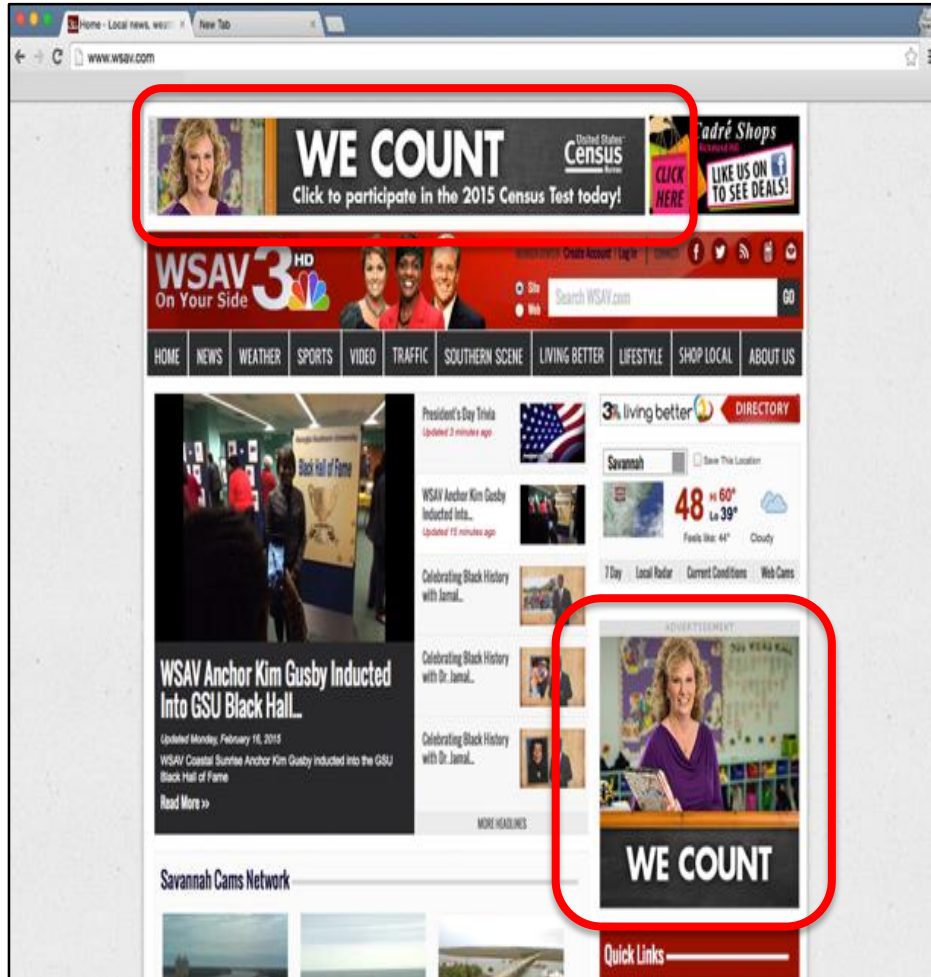 Home - Local news, weat
New Tab
www.wsav.com
WE COUNT
United States
Census
Bureau
Click to participate in the 2015 Census Test today!
Cadré Shops
Richmond Hill
CLICK
HERE
LIKE US ON
TO SEE DEALS!
WSAV 3 HD
On Your Side
Create Account / Log In
Site
Web
Search WSAV.com
GO
HOME NEWS WEATHER SPORTS VIDEO TRAFFIC SOUTHERN SCENE LIVING BETTER LIFESTYLE SHOP LOCAL ABOUT US
Georgia Southern University
Black Hall of Fame
WSAV Anchor Kim Gusby Inducted
Into GSU Black Hall...
Updated Monday, February 16, 2015
WSAV Coastal Sunrise Anchor Kim Gusby inducted into the GSU
Black Hall of Fame
Read More >>
President's Day Trivia
Updated 3 minutes ago
WSAV Anchor Kim Gusby
Inducted Into...
Updated 15 minutes ago
Celebrating Black History
with Jamal...
Celebrating Black History
with Dr. Jamal...
Celebrating Black History
with Dr. Jamal...
MORE HEADLINES
3 living better DIRECTORY
Savannah
Save This Location
48 Hi 60°
Lo 39°
Feels like: 44° Cloudy
7 Day Local Radar Current Conditions Web Cams
ADVERTISEMENT
WE COUNT
Savannah Cams Network
Quick Links